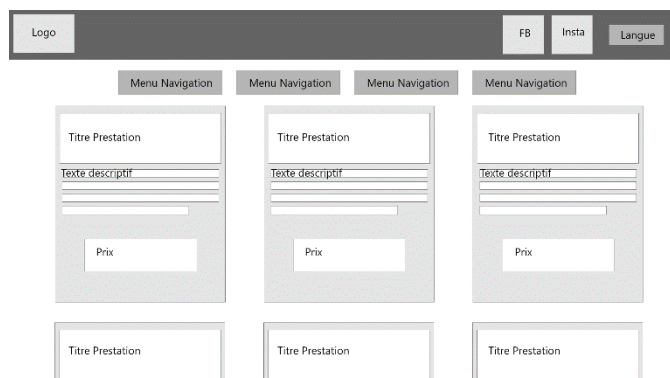 Logo
FB
Insta
Langue
Menu Navigation
Menu Navigation
Menu Navigation
Menu Navigation
Titre Prestation
Titre Prestation
Titre Prestation
Texte descriptif
Texte descriptif
Texte descriptif
Prix
Prix
Prix
Titre Prestation
Titre Prestation
Titre Prestation